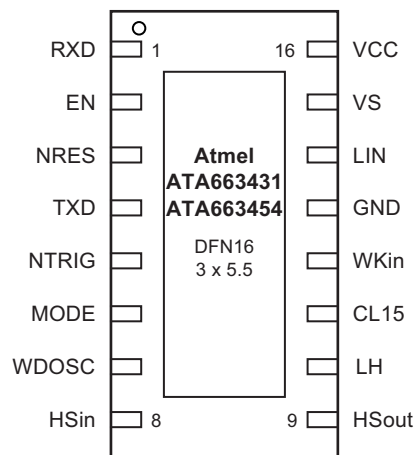 RXD 1 16 VCC
EN VS
NRES Atmel LIN
ATA663431
TXD ATA663454 GND
DFN16
NTRIG 3 x 5.5 WKin
MODE CL15
WDOSC LH
HSin 8 9 HSout